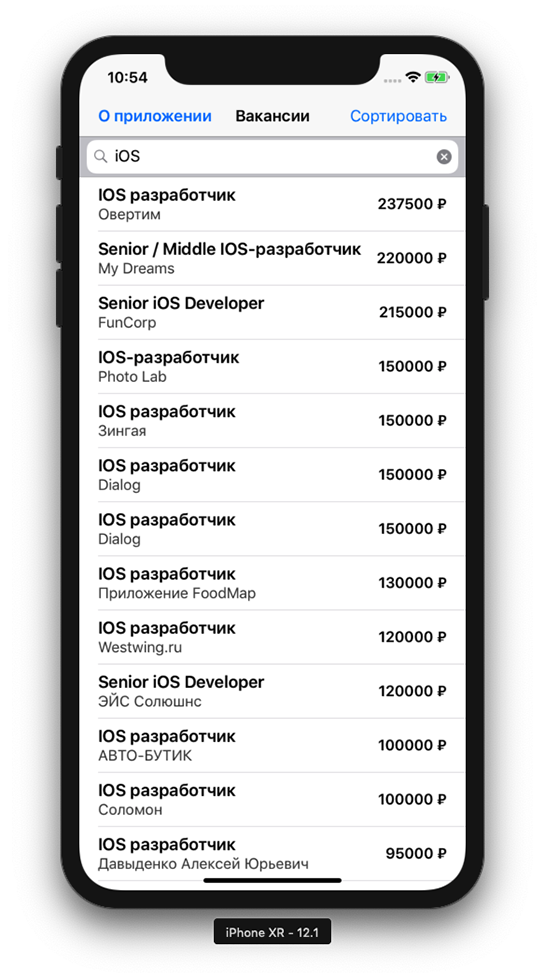 10:54
О приложении Вакансии Сортировать
iOS
IOS разработчик
Овертим
237500 ₽
Senior / Middle IOS-разработчик
My Dreams
220000 ₽
Senior iOS Developer
FunCorp
215000 ₽
IOS-разработчик
Photo Lab
150000 ₽
IOS разработчик
Зингая
150000 ₽
IOS разработчик
Dialog
150000 ₽
IOS разработчик
Dialog
150000 ₽
IOS разработчик
Приложение FoodMap
130000 ₽
IOS разработчик
Westwing.ru
120000 ₽
Senior iOS Developer
ЭЙС Солюшнс
120000 ₽
IOS разработчик
АВТО-БУТИК
100000 ₽
IOS разработчик
Соломон
100000 ₽
IOS разработчик
Давыденко Алексей Юрьевич
95000 ₽
iPhone XR - 12.1